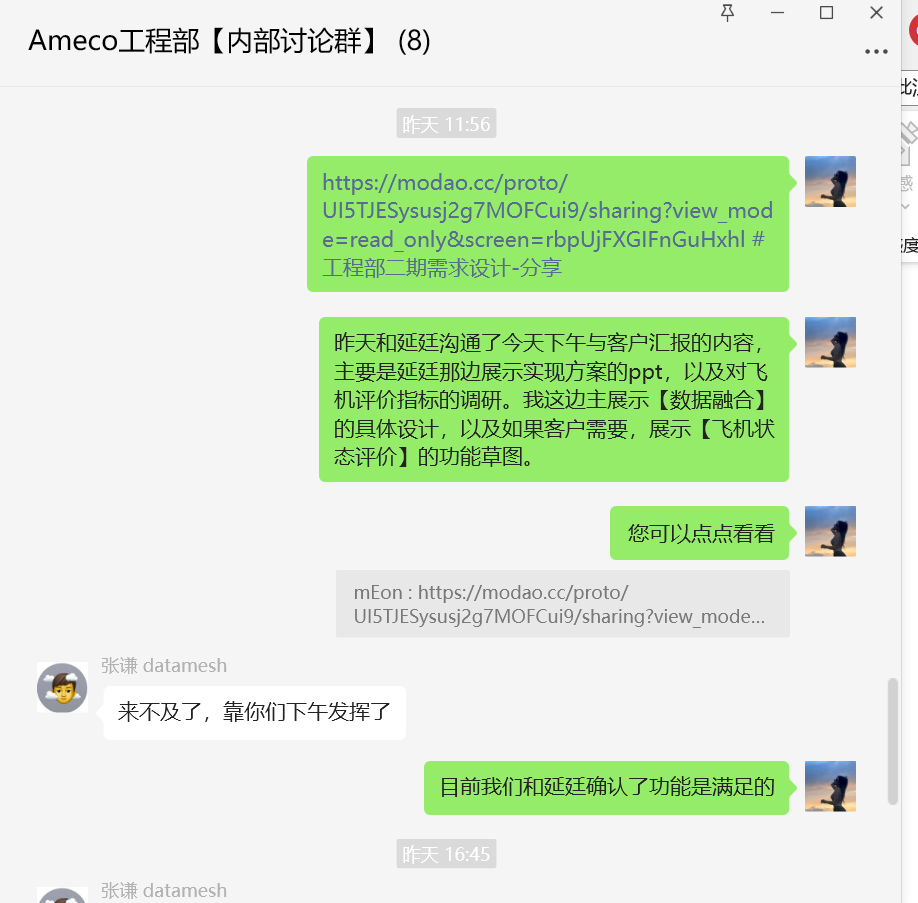 Ameco工程部【内部讨论群】 (8)
昨天 11:56
https://modao.cc/proto/
UI5TJESysusj2g7MOFCui9/sharing?view_mod
e=read_only&screen=rbpUjFXGIFnGuHxhl #
工程部二期需求设计-分享
昨天和延廷沟通了今天下午与客户汇报的内容，
主要是延廷那边展示实现方案的ppt，以及对飞
机评价指标的调研。我这边主展示【数据融合】
的具体设计，以及如果客户需要，展示【飞机状
态评价】的功能草图。
您可以点点看看
mEon : https://modao.cc/proto/
UI5TJESysusj2g7MOFCui9/sharing?view_mode...
张谦 datamesh
来不及了，靠你们下午发挥了
目前我们和延廷确认了功能是满足的
昨天 16:45
张谦 datamesh